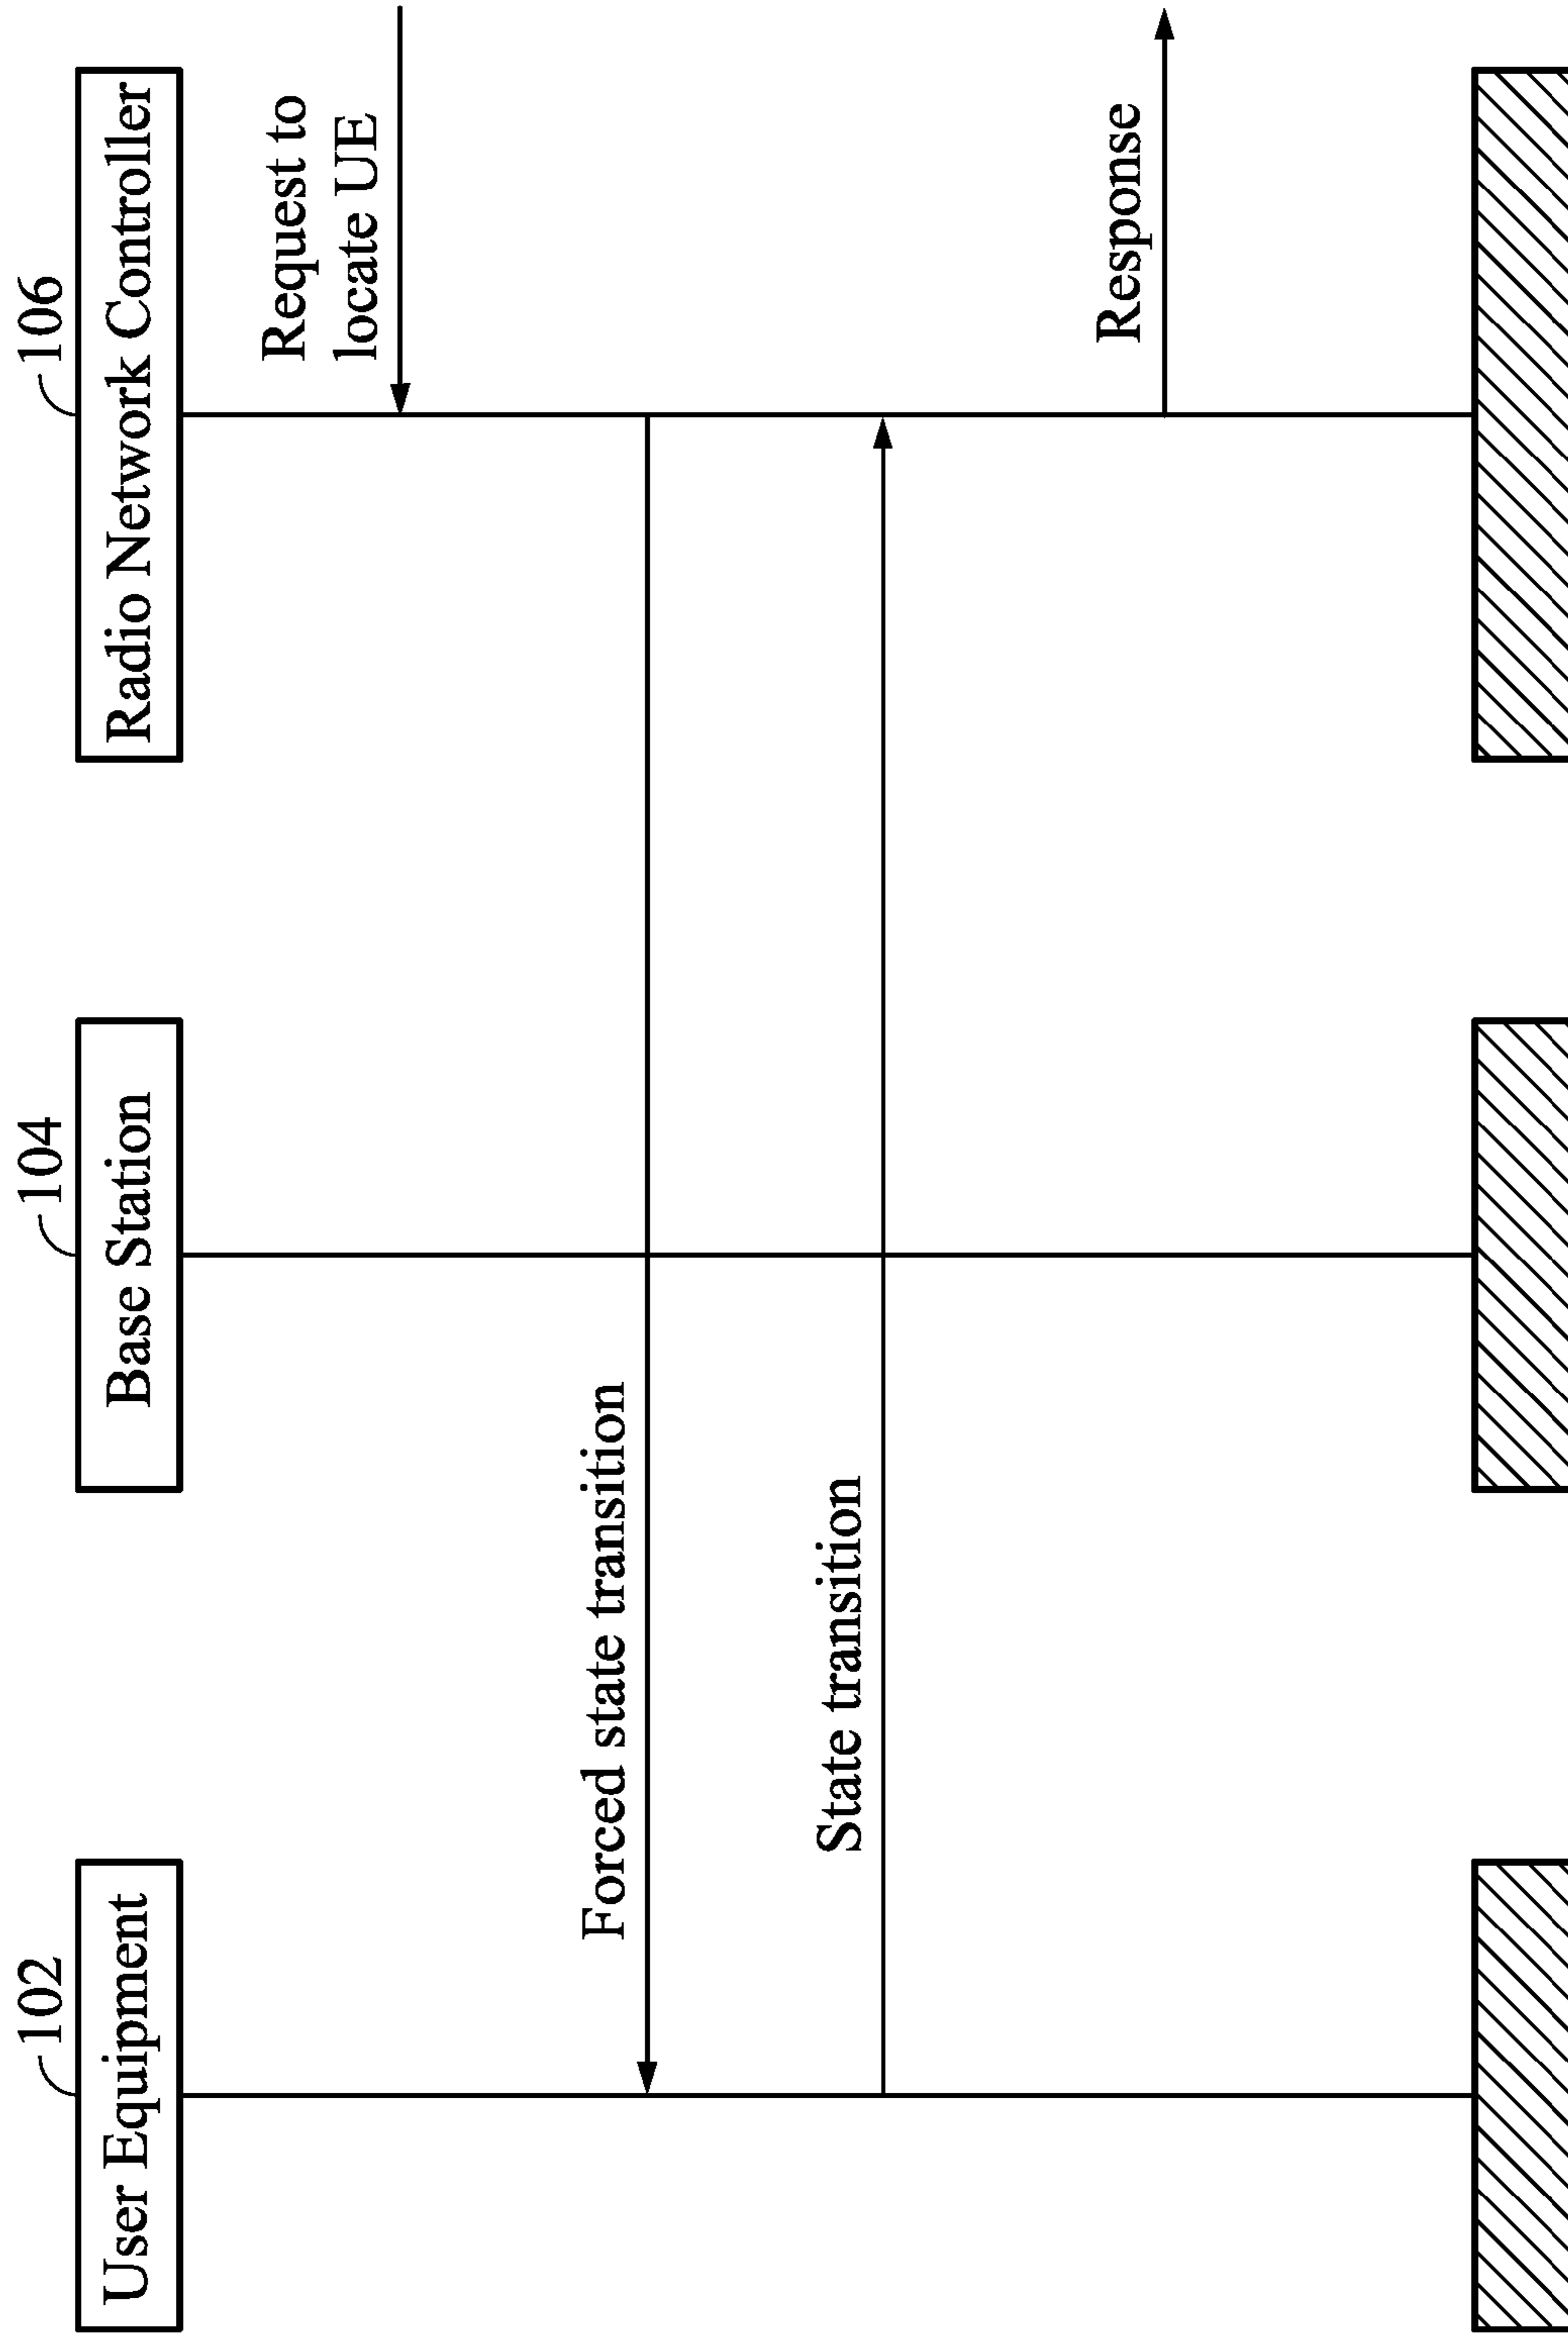 102
104
106
User Equipment
Base Station
Radio Network Controller
Request to
locate UE
Forced state transition
State transition
Response